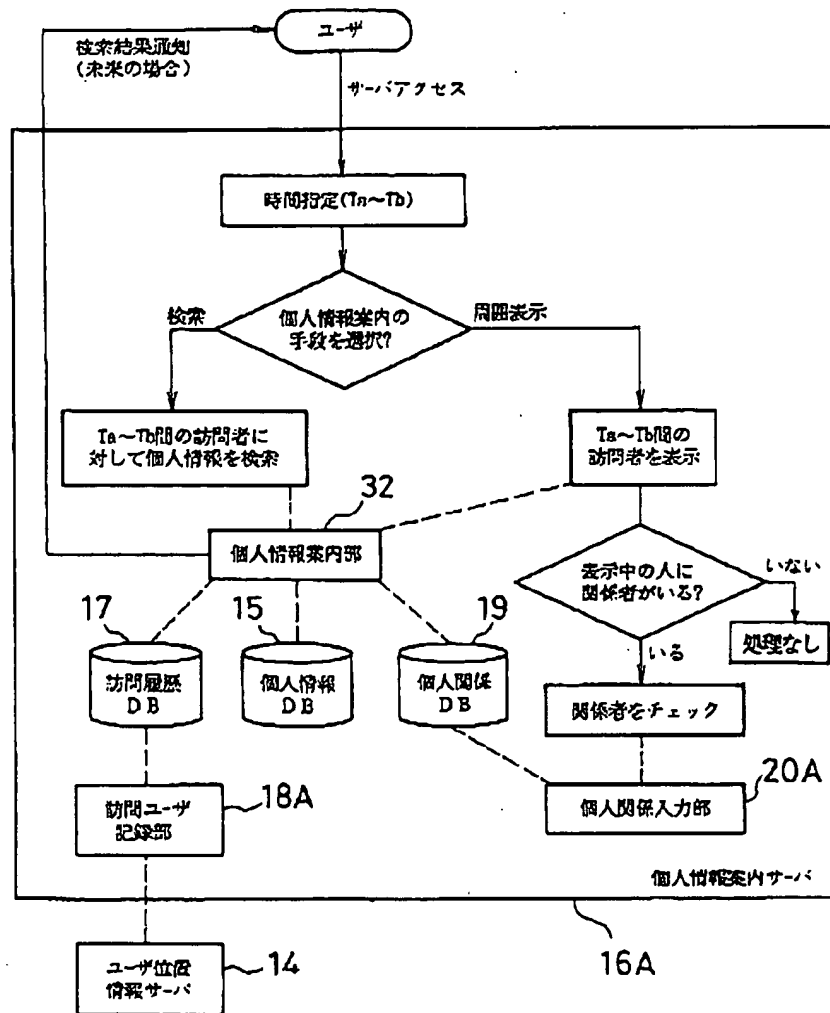 ユーザ
検索結果通知
(未来の場合)
サーバアクセス
時間指定(Ta～Tb)
個人情報案内の
手段を選択?
検索
周囲表示
Ta～Tb間の訪問者に
対して個人情報を検索
Ta～Tb間の
訪問者を表示
32
個人情報案内部
表示中の人に
関係者がいる?
いない
処理なし
いる
17
訪問履歴
DB
15
個人情報
DB
19
個人関係
DB
関係者をチェック
20A
個人関係入力部
18A
訪問ユーザ
記録部
個人情報案内サーバ
16A
ユーザ位置
情報サーバ
14